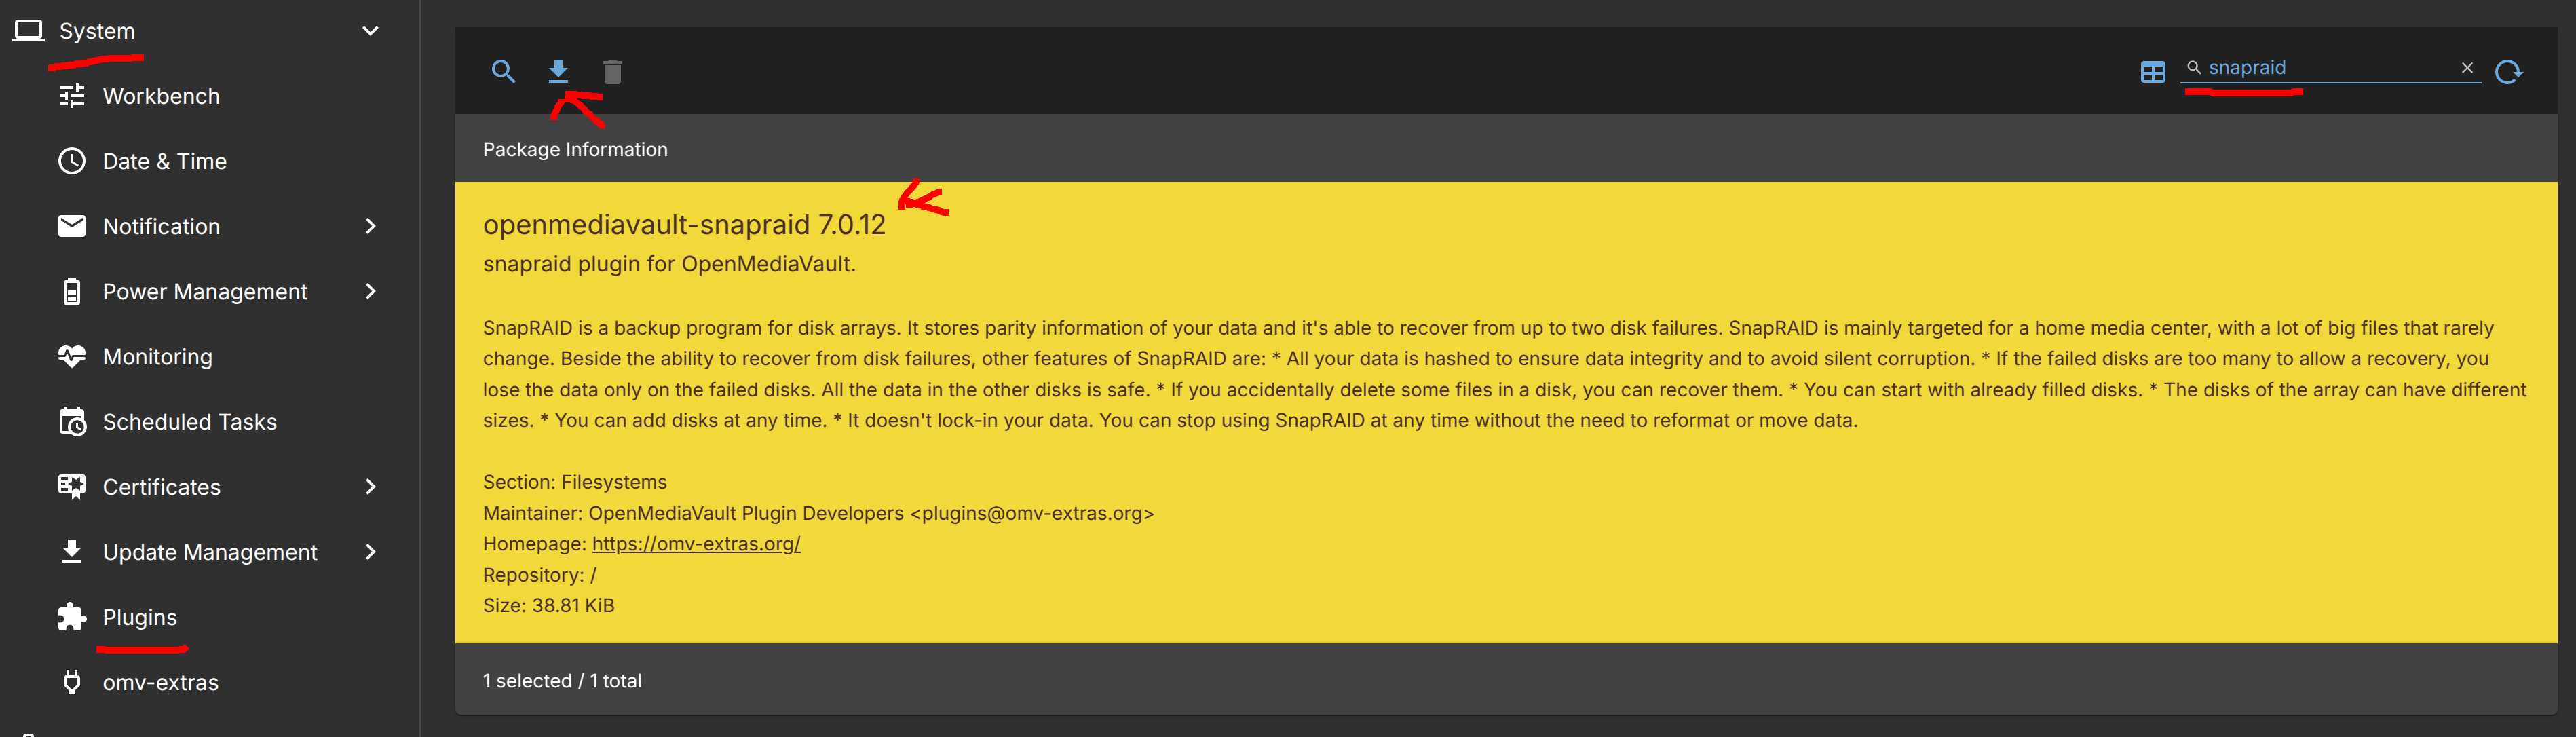 System
Workbench
Date & Time
Notification
Power Management
Monitoring
Scheduled Tasks
Certificates
Update Management
Plugins
omv-extras
snapraid
Package Information
openmediavault-snapraid 7.0.12
snapraid plugin for OpenMediaVault.
SnapRAID is a backup program for disk arrays. It stores parity information of your data and it's able to recover from up to two disk failures. SnapRAID is mainly targeted for a home media center, with a lot of big files that rarely
change. Beside the ability to recover from disk failures, other features of SnapRAID are: * All your data is hashed to ensure data integrity and to avoid silent corruption. * If the failed disks are too many to allow a recovery, you
lose the data only on the failed disks. All the data in the other disks is safe. * If you accidentally delete some files in a disk, you can recover them. * You can start with already filled disks. * The disks of the array can have different
sizes. * You can add disks at any time. * It doesn't lock-in your data. You can stop using SnapRAID at any time without the need to reformat or move data.
Section: Filesystems
Maintainer: OpenMediaVault Plugin Developers <plugins@omv-extras.org>
Homepage: https://omv-extras.org/
Repository: /
Size: 38.81 KiB
1 selected / 1 total